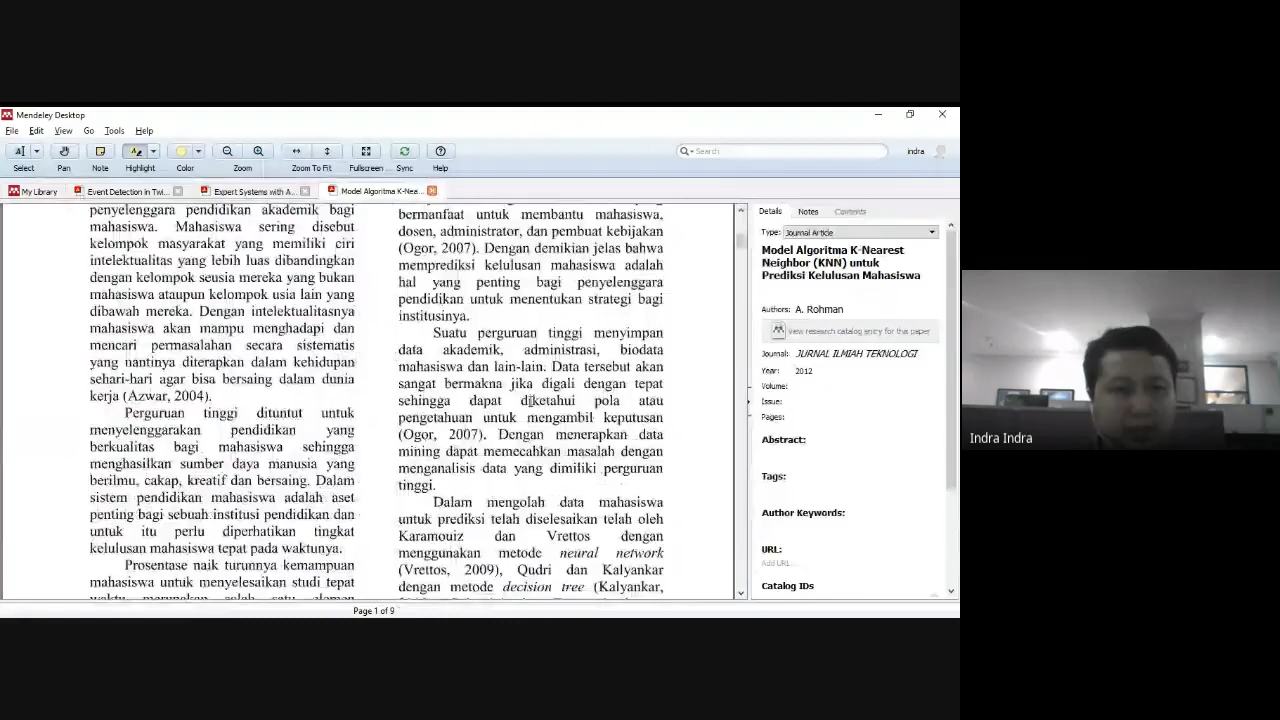 Mendeley Desktop
File Edit View Go Tools Help
Select Pan Note Highlight Color Zoom Zoom To Fit Fullscreen Sync Help
Search
indra
My Library Event Detection in Twi... Expert Systems with A... Model Algoritma K-Nea...
penyelenggara pendidikan akademik bagi
mahasiswa. Mahasiswa sering disebut
kelompok masyarakat yang memiliki ciri
intelektualitas yang lebih luas dibandingkan
dengan kelompok seusia mereka yang bukan
mahasiswa ataupun kelompok usia lain yang
dibawah mereka. Dengan intelektualitasnya
mahasiswa akan mampu menghadapi dan
mencari permasalahan secara sistematis
yang nantinya diterapkan dalam kehidupan
sehari-hari agar bisa bersaing dalam dunia
kerja (Azwar, 2004).
Perguruan tinggi dituntut untuk
menyelenggarakan pendidikan yang
berkualitas bagi mahasiswa sehingga
menghasilkan sumber daya manusia yang
berilmu, cakap, kreatif dan bersaing. Dalam
sistem pendidikan mahasiswa adalah aset
penting bagi sebuah institusi pendidikan dan
untuk itu perlu diperhatikan tingkat
kelulusan mahasiswa tepat pada waktunya.
Prosentase naik turunnya kemampuan
mahasiswa untuk menyelesaikan studi tepat
waktu merupakan salah satu elemen
bermanfaat untuk membantu mahasiswa,
dosen, administrator, dan pembuat kebijakan
(Ogor, 2007). Dengan demikian jelas bahwa
memprediksi kelulusan mahasiswa adalah
hal yang penting bagi penyelenggara
pendidikan untuk menentukan strategi bagi
institusinya.
Suatu perguruan tinggi menyimpan
data akademik, administrasi, biodata
mahasiswa dan lain-lain. Data tersebut akan
sangat bermakna jika digali dengan tepat
sehingga dapat diketahui pola atau
pengetahuan untuk mengambil keputusan
(Ogor, 2007). Dengan menerapkan data
mining dapat memecahkan masalah dengan
menganalisis data yang dimiliki perguruan
tinggi.
Dalam mengolah data mahasiswa
untuk prediksi telah diselesaikan telah oleh
Karamouiz dan Vrettos dengan
menggunakan metode neural network
(Vrettos, 2009), Qudri dan Kalyankar
dengan metode decision tree (Kalyankar,
Details Notes Contents
Type: Journal Article
Model Algoritma K-Nearest
Neighbor (KNN) untuk
Prediksi Kelulusan Mahasiswa
Authors: A. Rohman
View research catalog entry for this paper
Journal: JURNAL ILMIAH TEKNOLOGI
Year: 2012
Volume:
Issue:
Pages:
Abstract:
Tags:
Author Keywords:
URL:
Add URL...
Catalog IDs
Page 1 of 9
Indra Indra